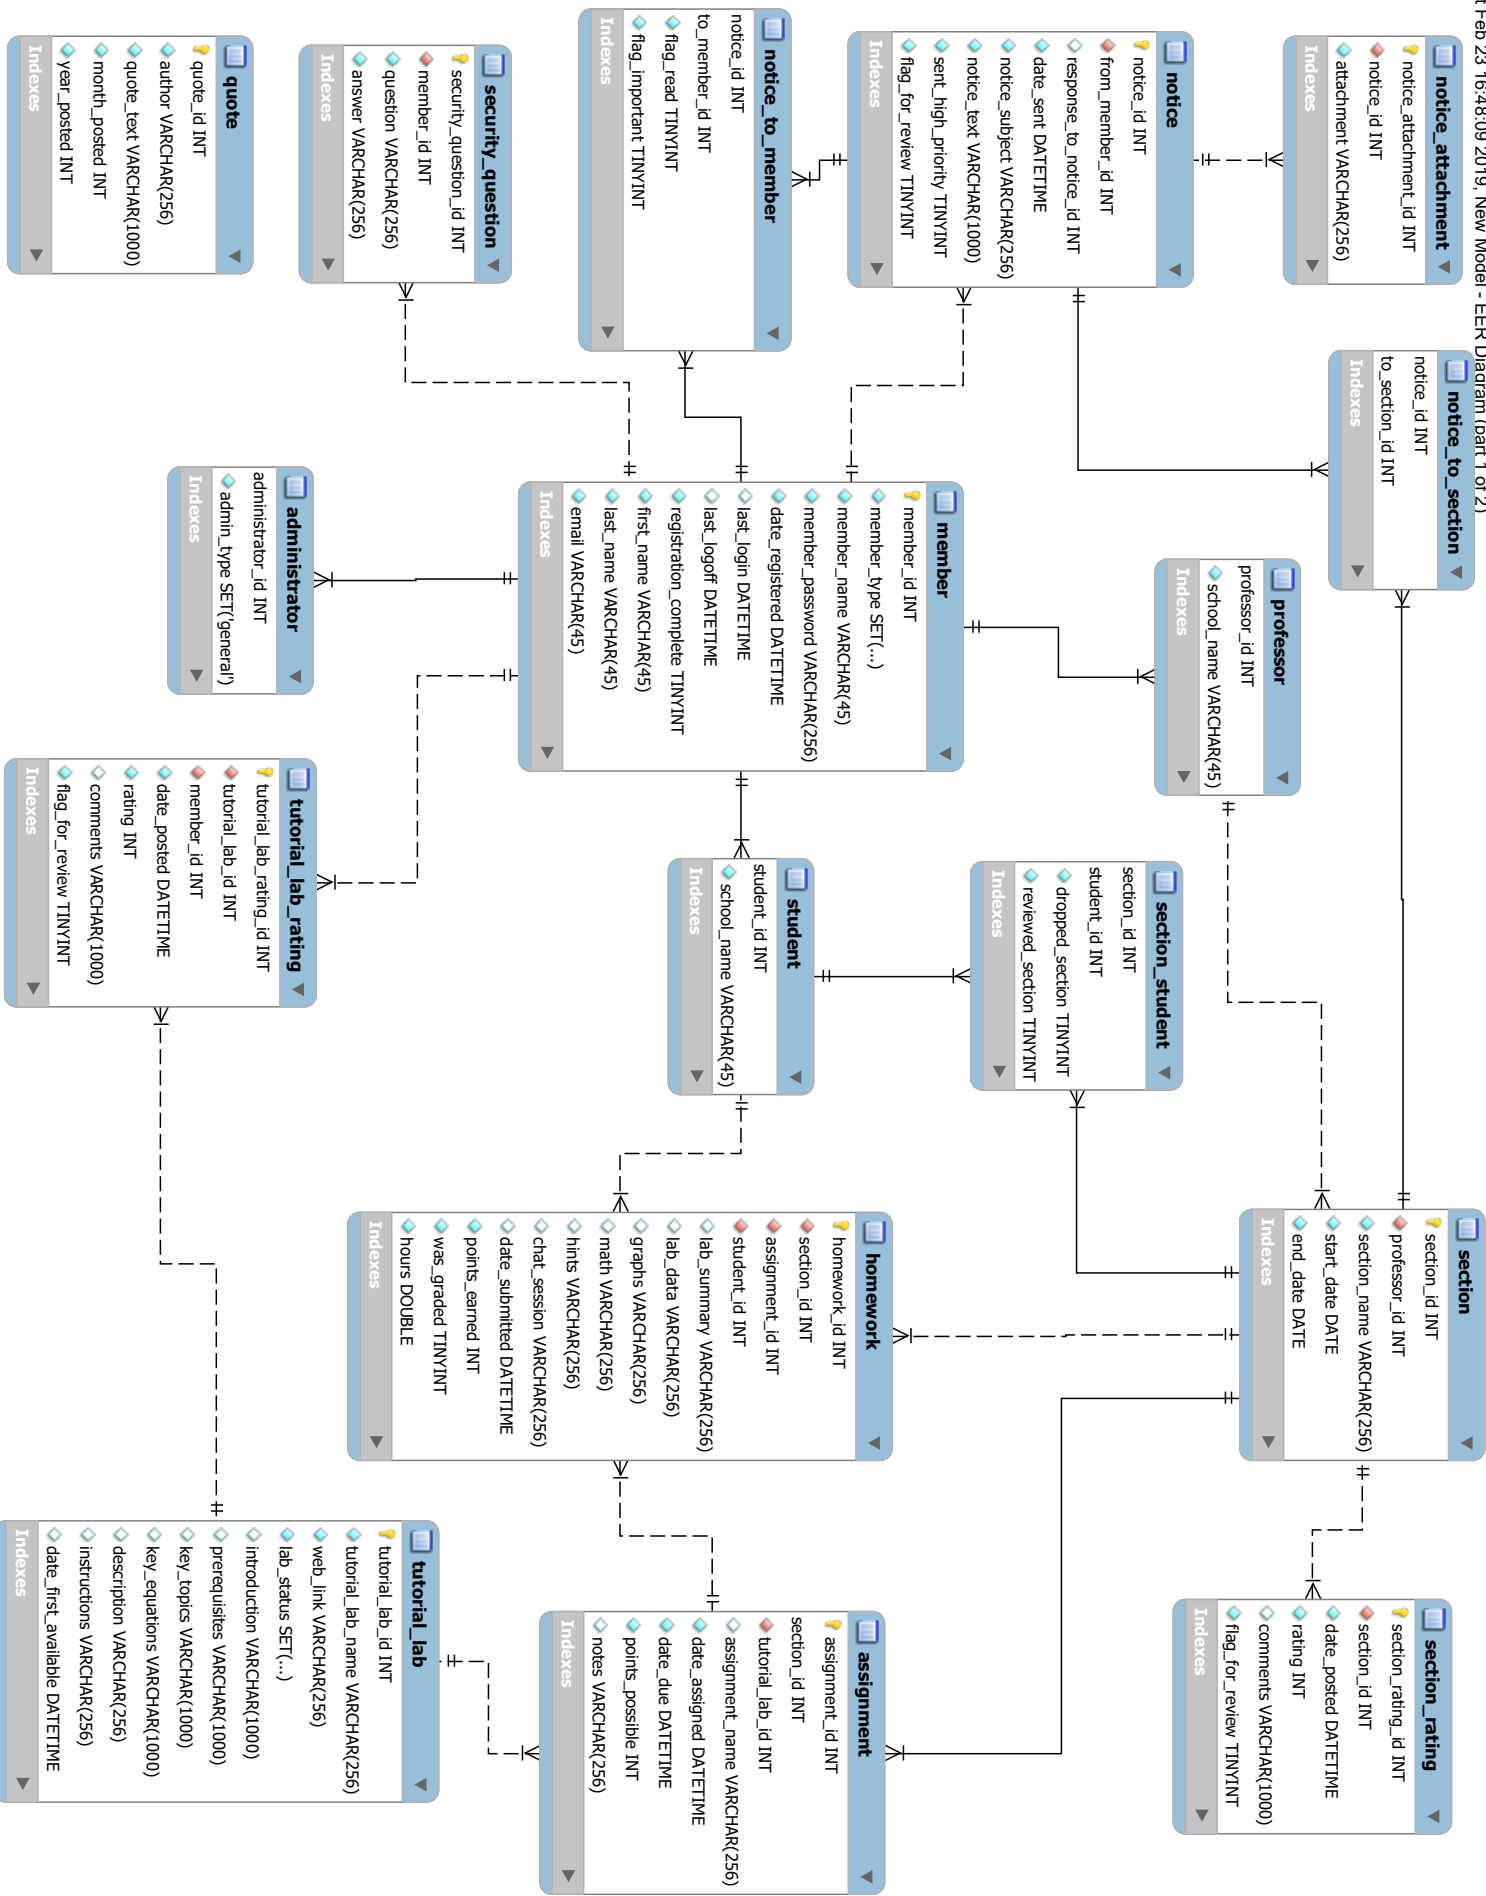 t Feb 23 16:48:09 2019, New Model - EER Diagram (part 1 of 2)
notice_attachment
notice_attachment_id INT
notice_id INT
attachment VARCHAR(256)
Indexes
notice_to_section
notice_id INT
to_section_id INT
Indexes
section
section_id INT
professor_id INT
section_name VARCHAR(256)
start_date DATE
end_date DATE
Indexes
section_rating
section_rating_id INT
section_id INT
date_posted DATETIME
rating INT
comments VARCHAR(1000)
flag_for_review TINYINT
Indexes
notice
notice_id INT
from_member_id INT
response_to_notice_id INT
date_sent DATETIME
notice_subject VARCHAR(256)
notice_text VARCHAR(1000)
sent_high_priority TINYINT
flag_for_review TINYINT
Indexes
professor
professor_id INT
school_name VARCHAR(45)
Indexes
section_student
section_id INT
student_id INT
dropped_section TINYINT
reviewed_section TINYINT
Indexes
notice_to_member
notice_id INT
to_member_id INT
flag_read TINYINT
flag_important TINYINT
Indexes
member
member_id INT
member_type SET(...)
member_name VARCHAR(45)
member_password VARCHAR(256)
date_registered DATETIME
last_login DATETIME
last_logoff DATETIME
registration_complete TINYINT
first_name VARCHAR(45)
last_name VARCHAR(45)
email VARCHAR(45)
Indexes
student
student_id INT
school_name VARCHAR(45)
Indexes
homework
homework_id INT
section_id INT
assignment_id INT
student_id INT
lab_summary VARCHAR(256)
lab_data VARCHAR(256)
graphs VARCHAR(256)
math VARCHAR(256)
hints VARCHAR(256)
chat_session VARCHAR(256)
date_submitted DATETIME
points_earned INT
was_graded TINYINT
hours DOUBLE
Indexes
assignment
assignment_id INT
section_id INT
tutorial_lab_id INT
assignment_name VARCHAR(256)
date_assigned DATETIME
date_due DATETIME
points_possible INT
notes VARCHAR(256)
Indexes
security_question
security_question_id INT
member_id INT
question VARCHAR(256)
answer VARCHAR(256)
Indexes
administrator
administrator_id INT
admin_type SET('general')
Indexes
tutorial_lab_rating
tutorial_lab_rating_id INT
tutorial_lab_id INT
member_id INT
date_posted DATETIME
rating INT
comments VARCHAR(1000)
flag_for_review TINYINT
Indexes
tutorial_lab
tutorial_lab_id INT
tutorial_lab_name VARCHAR(256)
web_link VARCHAR(256)
lab_status SET(...)
introduction VARCHAR(1000)
prerequisites VARCHAR(1000)
key_topics VARCHAR(1000)
key_equations VARCHAR(1000)
description VARCHAR(256)
instructions VARCHAR(256)
date_first_available DATETIME
Indexes
quote
quote_id INT
author VARCHAR(256)
quote_text VARCHAR(1000)
month_posted INT
year_posted INT
Indexes